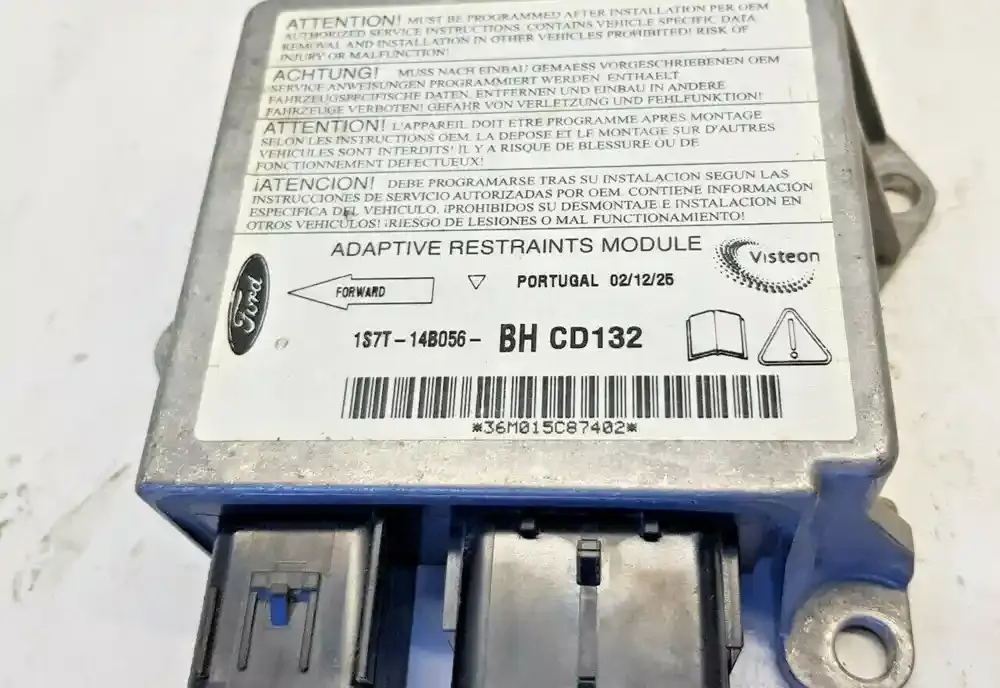 ATTENTION! MUST BE PROGRAMMED AFTER INSTALLATION PER OEM
AUTHORIZED SERVICE INSTRUCTIONS. CONTAINS VEHICLE SPECIFIC DATA
REMOVAL AND INSTALLATION IN OTHER VEHICLES PROHIBITED! RISK OF
INJURY OR MALFUNCTION!
ACHTUNG! MUSS NACH EINBAU GEMAESS VORGESCHRIEBENEN OEM
SERVICE ANWEISUNGEN PROGRAMMIERT WERDEN. ENTHAELT
FAHRZEUGSPEZIFISCHE DATEN. ENTFERNEN UND EINBAU IN ANDERE
FAHRZEUGE VERBOTEN! GEFAHR VON VERLETZUNG UND FEHLFUNKTION!
ATTENTION! L'APPAREIL DOIT ETRE PROGRAMME APRES MONTAGE
SELON LES INSTRUCTIONS OEM. LA DEPOSE ET LE MONTAGE SUR D'AUTRES
VEHICULES SONT INTERDITS! IL Y A RISQUE DE BLESSURE OU DE
FONCTIONNEMENT DEFECTUEUX!
¡ATENCION! DEBE PROGRAMARSE TRAS SU INSTALACION SEGUN LAS
INSTRUCCIONES DE SERVICIO AUTORIZADAS POR OEM. CONTIENE INFORMACIÓN
ESPECIFICA DEL VEHICULO. ¡PROHIBIDOS SU DESMONTAJE E INSTALACION EN
OTROS VEHICULOS! ¡RIESGO DE LESIONES O MAL FUNCTIONAMIENTO!
ADAPTIVE RESTRAINTS MODULE
Visteon
Ford
FORWARD
PORTUGAL 02/12/25
1S7T-14B056- BH CD132
*36M015C87402*